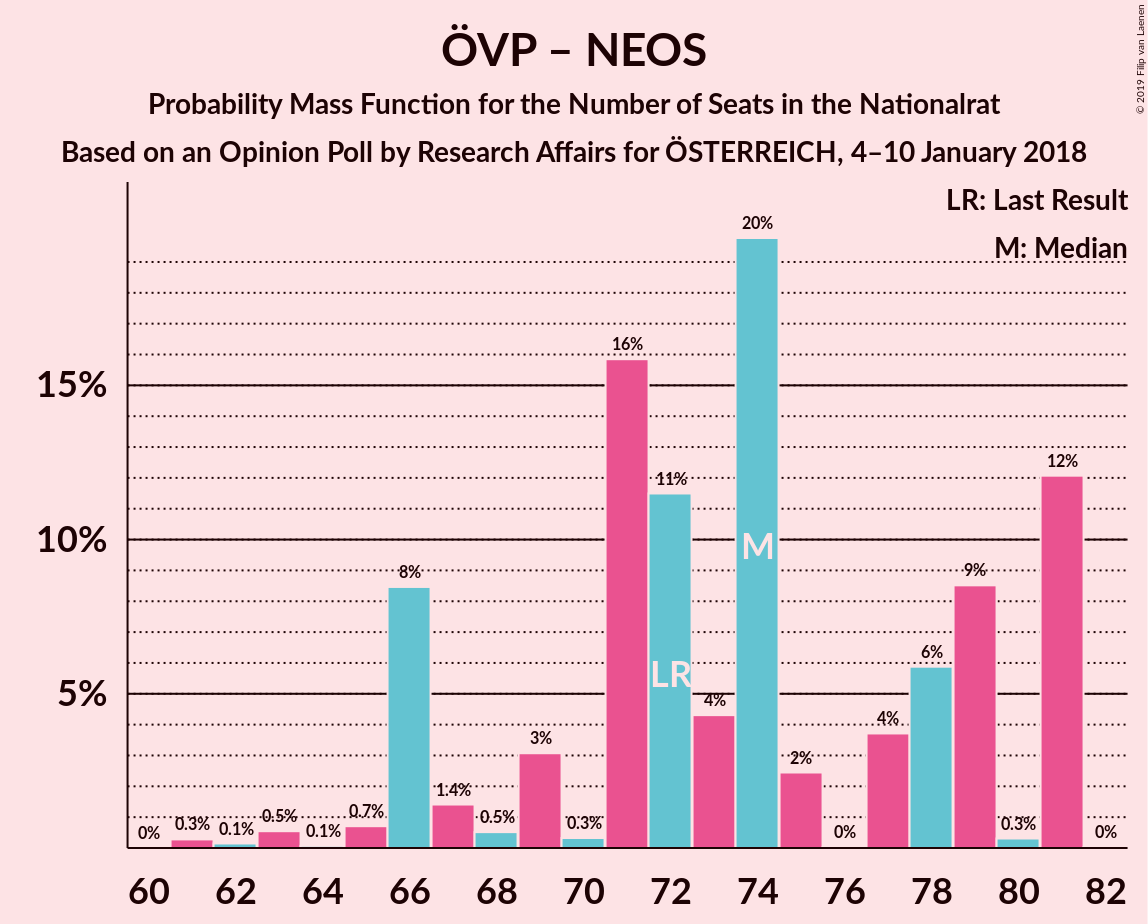 ÖVP – NEOS
Probability Mass Function for the Number of Seats in the Nationalrat
Based on an Opinion Poll by Research Affairs for ÖSTERREICH, 4–10 January 2018
© 2019 Filip van Laenen
LR: Last Result
M: Median
15%
10%
5%
0%
0.3%
0.1%
0.5%
0.1%
0.7%
8%
1.4%
0.5%
3%
0.3%
16%
11%
4%
20%
2%
0%
4%
6%
9%
0.3%
12%
0%
LR
M
60 62 64 66 68 70 72 74 76 78 80 82